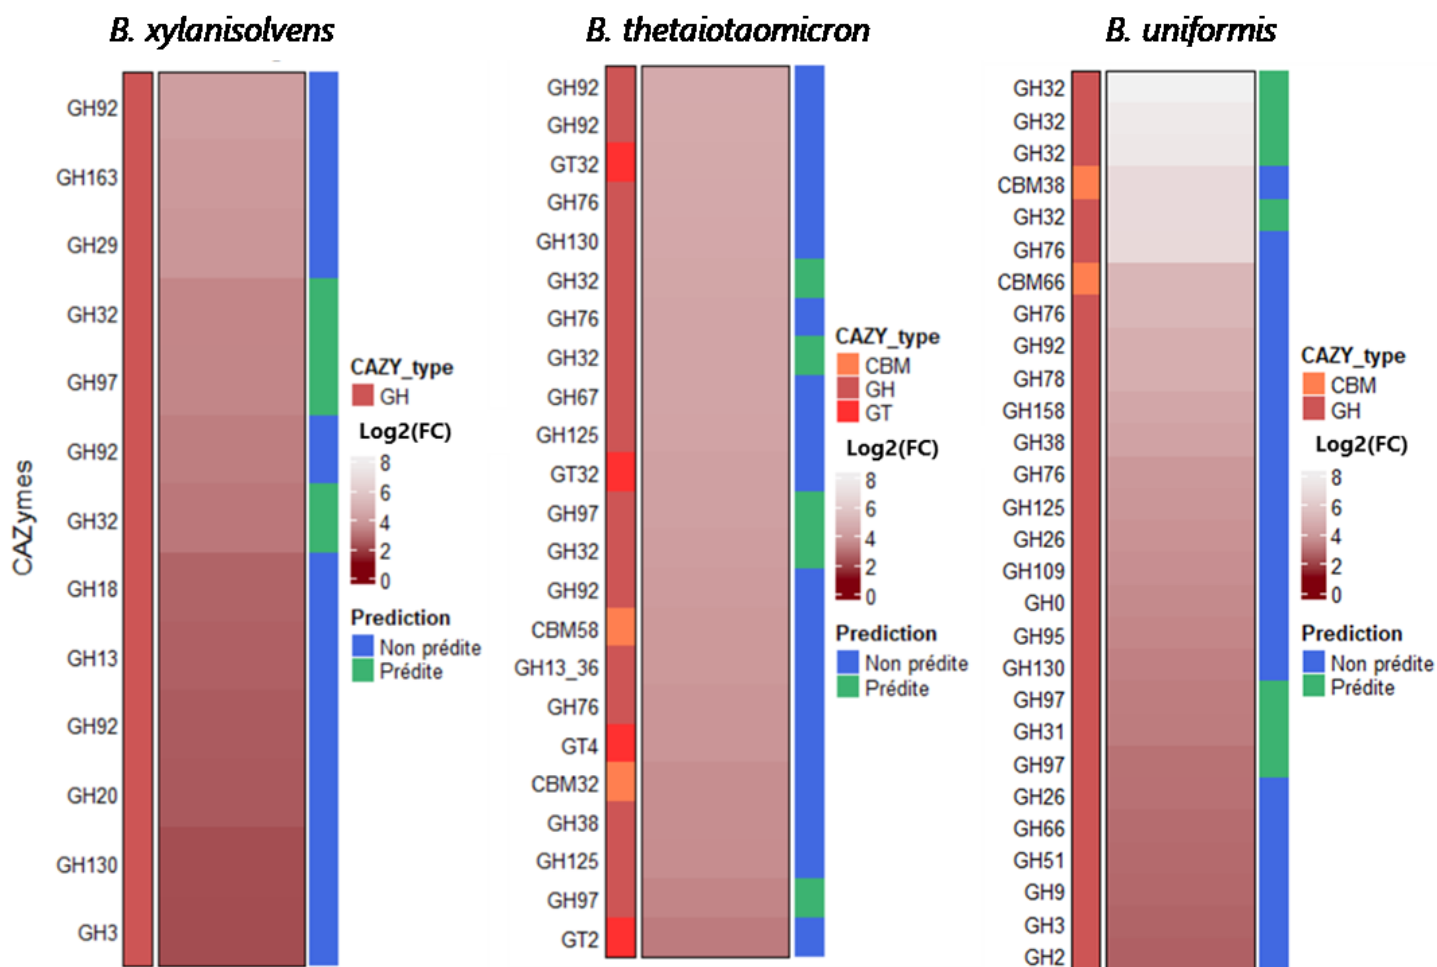 B. xylanisolvens
GH92
GH163
GH29
GH32
GH97
GH92
GH32
GH18
GH13
GH92
GH20
GH130
GH3
CAZymes
CAZY_type
GH
Log2(FC)
8
6
4
2
0
Prediction
Non prédite
Prédite
B. thetaiotaomicron
GH92
GH92
GT32
GH76
GH130
GH32
GH76
GH32
GH67
GH125
GT32
GH97
GH32
GH92
CBM58
GH13_36
GH76
GT4
CBM32
GH38
GH125
GH97
GT2
CAZY_type
CBM
GH
GT
Log2(FC)
8
6
4
2
0
Prediction
Non prédite
Prédite
B. uniformis
GH32
GH32
GH32
CBM38
GH32
GH76
CBM66
GH76
GH92
GH78
GH158
GH38
GH76
GH125
GH26
GH109
GH0
GH95
GH130
GH97
GH31
GH97
GH26
GH66
GH51
GH9
GH3
GH2
CAZY_type
CBM
GH
Log2(FC)
8
6
4
2
0
Prediction
Non prédite
Prédite